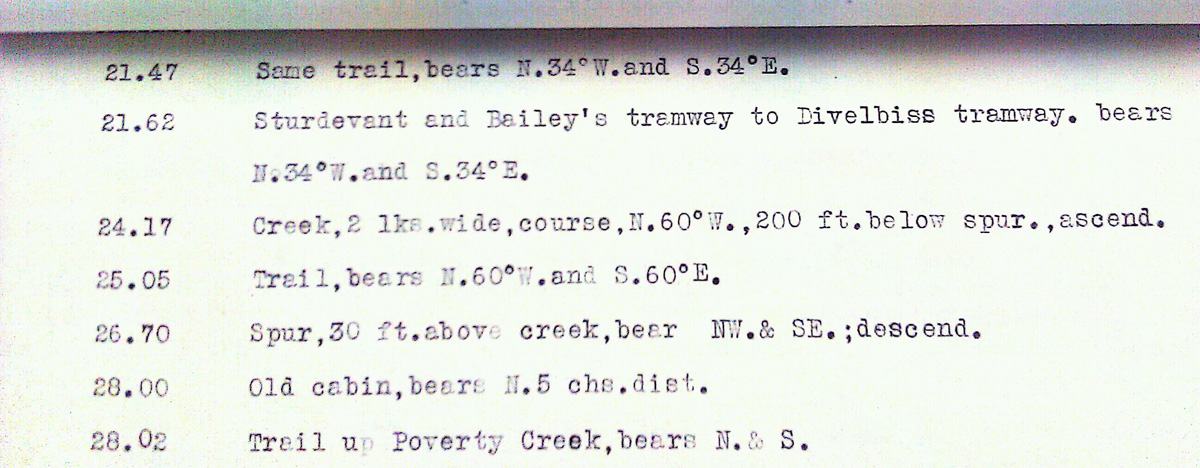 21.47 Same trail,bears N.34°W.and S.34°E.
21.62 Sturdevant and Bailey's tramway to Divelbiss tramway. bears
N.34°W.and S.34°E.
24.17 Creek,2 lks.wide,course,N.60°W.,200 ft.below spur.,ascend.
25.05 Trail,bears N.60°W.and S.60°E.
26.70 Spur,30 ft.above creek,bear NW.& SE.;descend.
28.00 Old cabin,bears N.5 chs.dist.
28.02 Trail up Poverty Creek,bears N.& S.